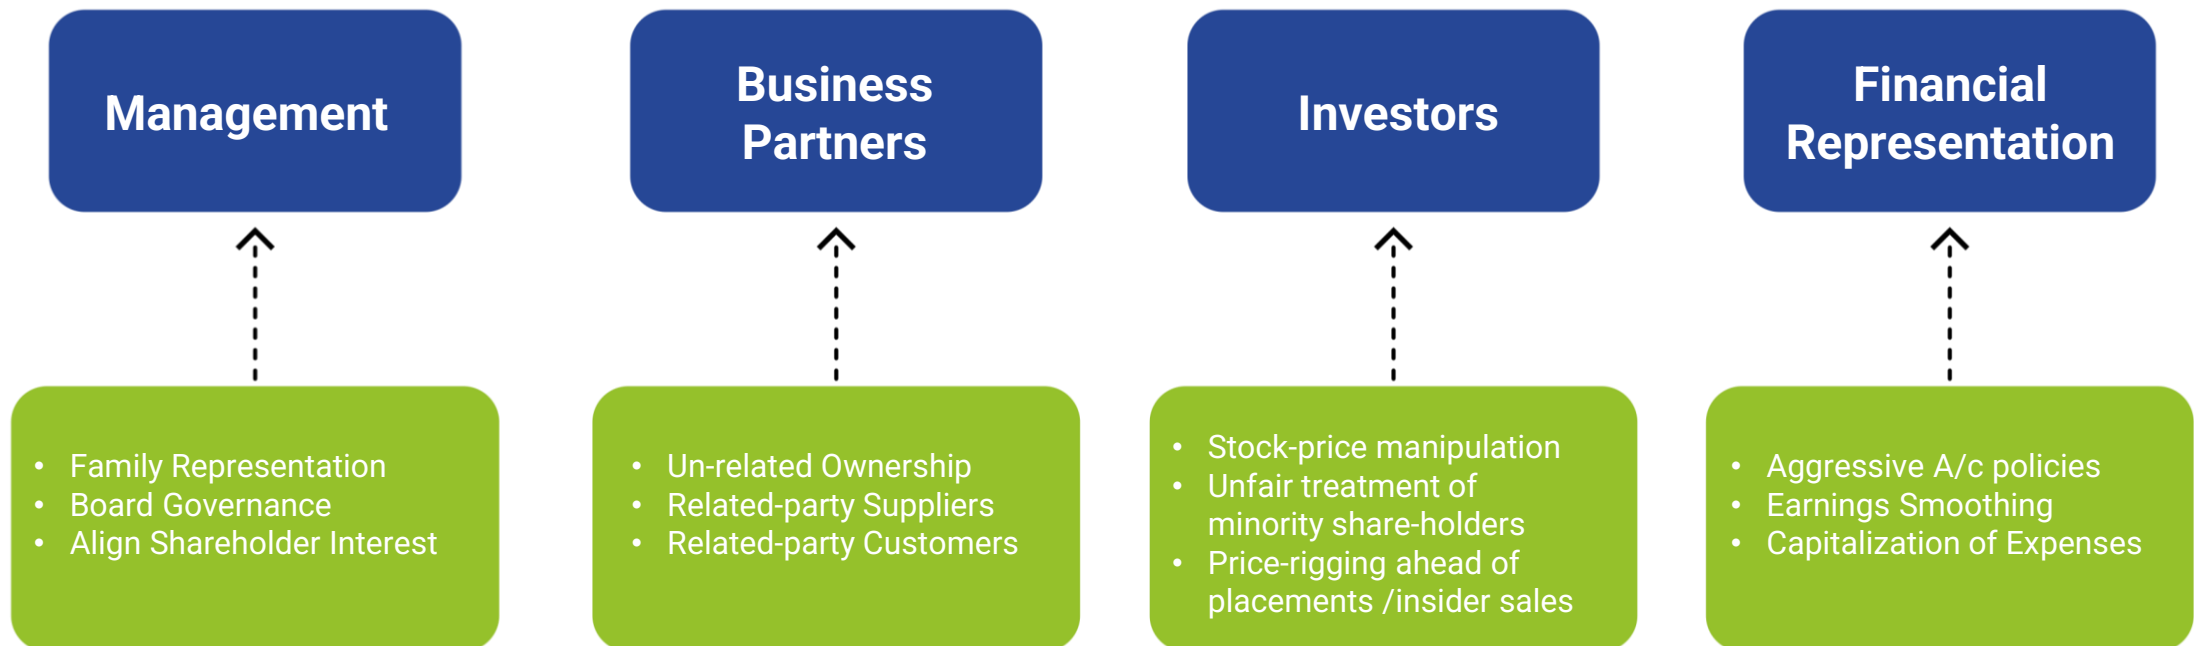 Management
Business
Partners
Investors
Financial
Representation
• Family Representation
• Board Governance
• Align Shareholder Interest
• Un-related Ownership
• Related-party Suppliers
• Related-party Customers
• Stock-price manipulation
• Unfair treatment of
minority share-holders
• Price-rigging ahead of
placements /insider sales
• Aggressive A/c policies
• Earnings Smoothing
• Capitalization of Expenses